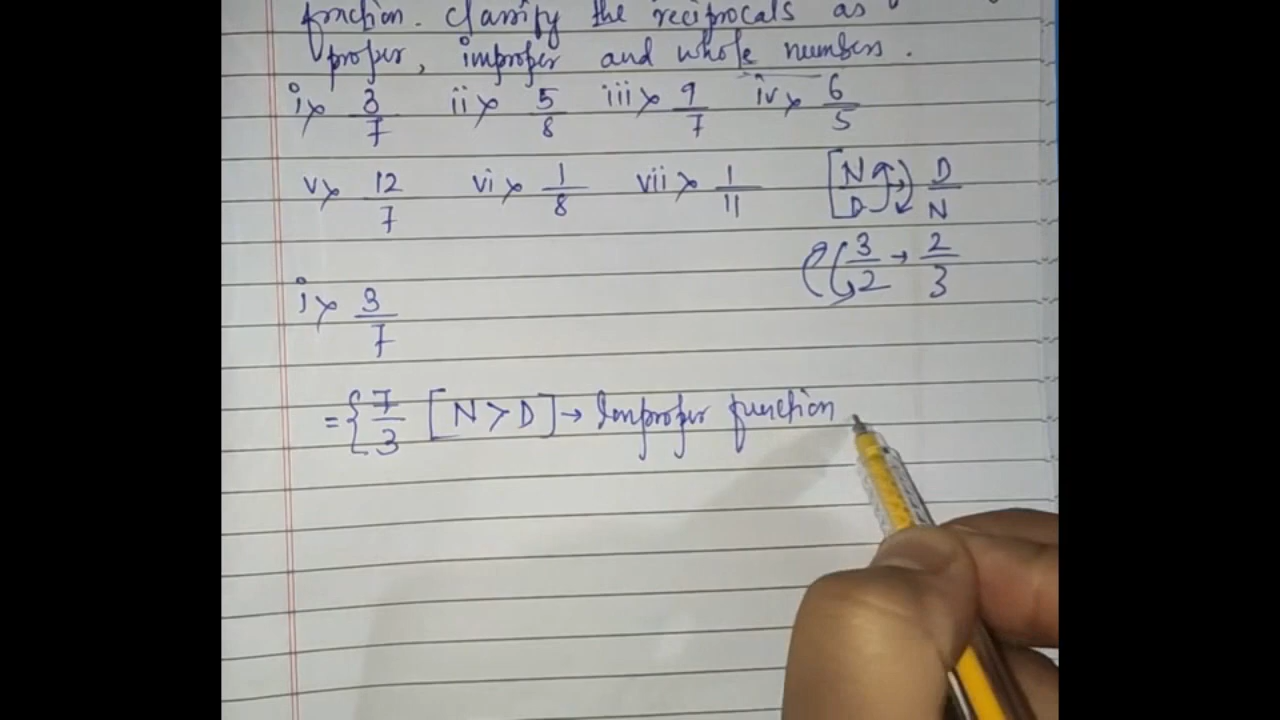 function. Classify the reciprocals as
proper, improper and whole numbers.
i> 3/7 ii> 5/8 iii> 9/7 iv> 6/5
v> 12/7 vi> 1/8 vii> 1/11 [N/D → D/N
3/2 → 2/3
i> 3/7
= { 7/3 [N > D] → Improper function